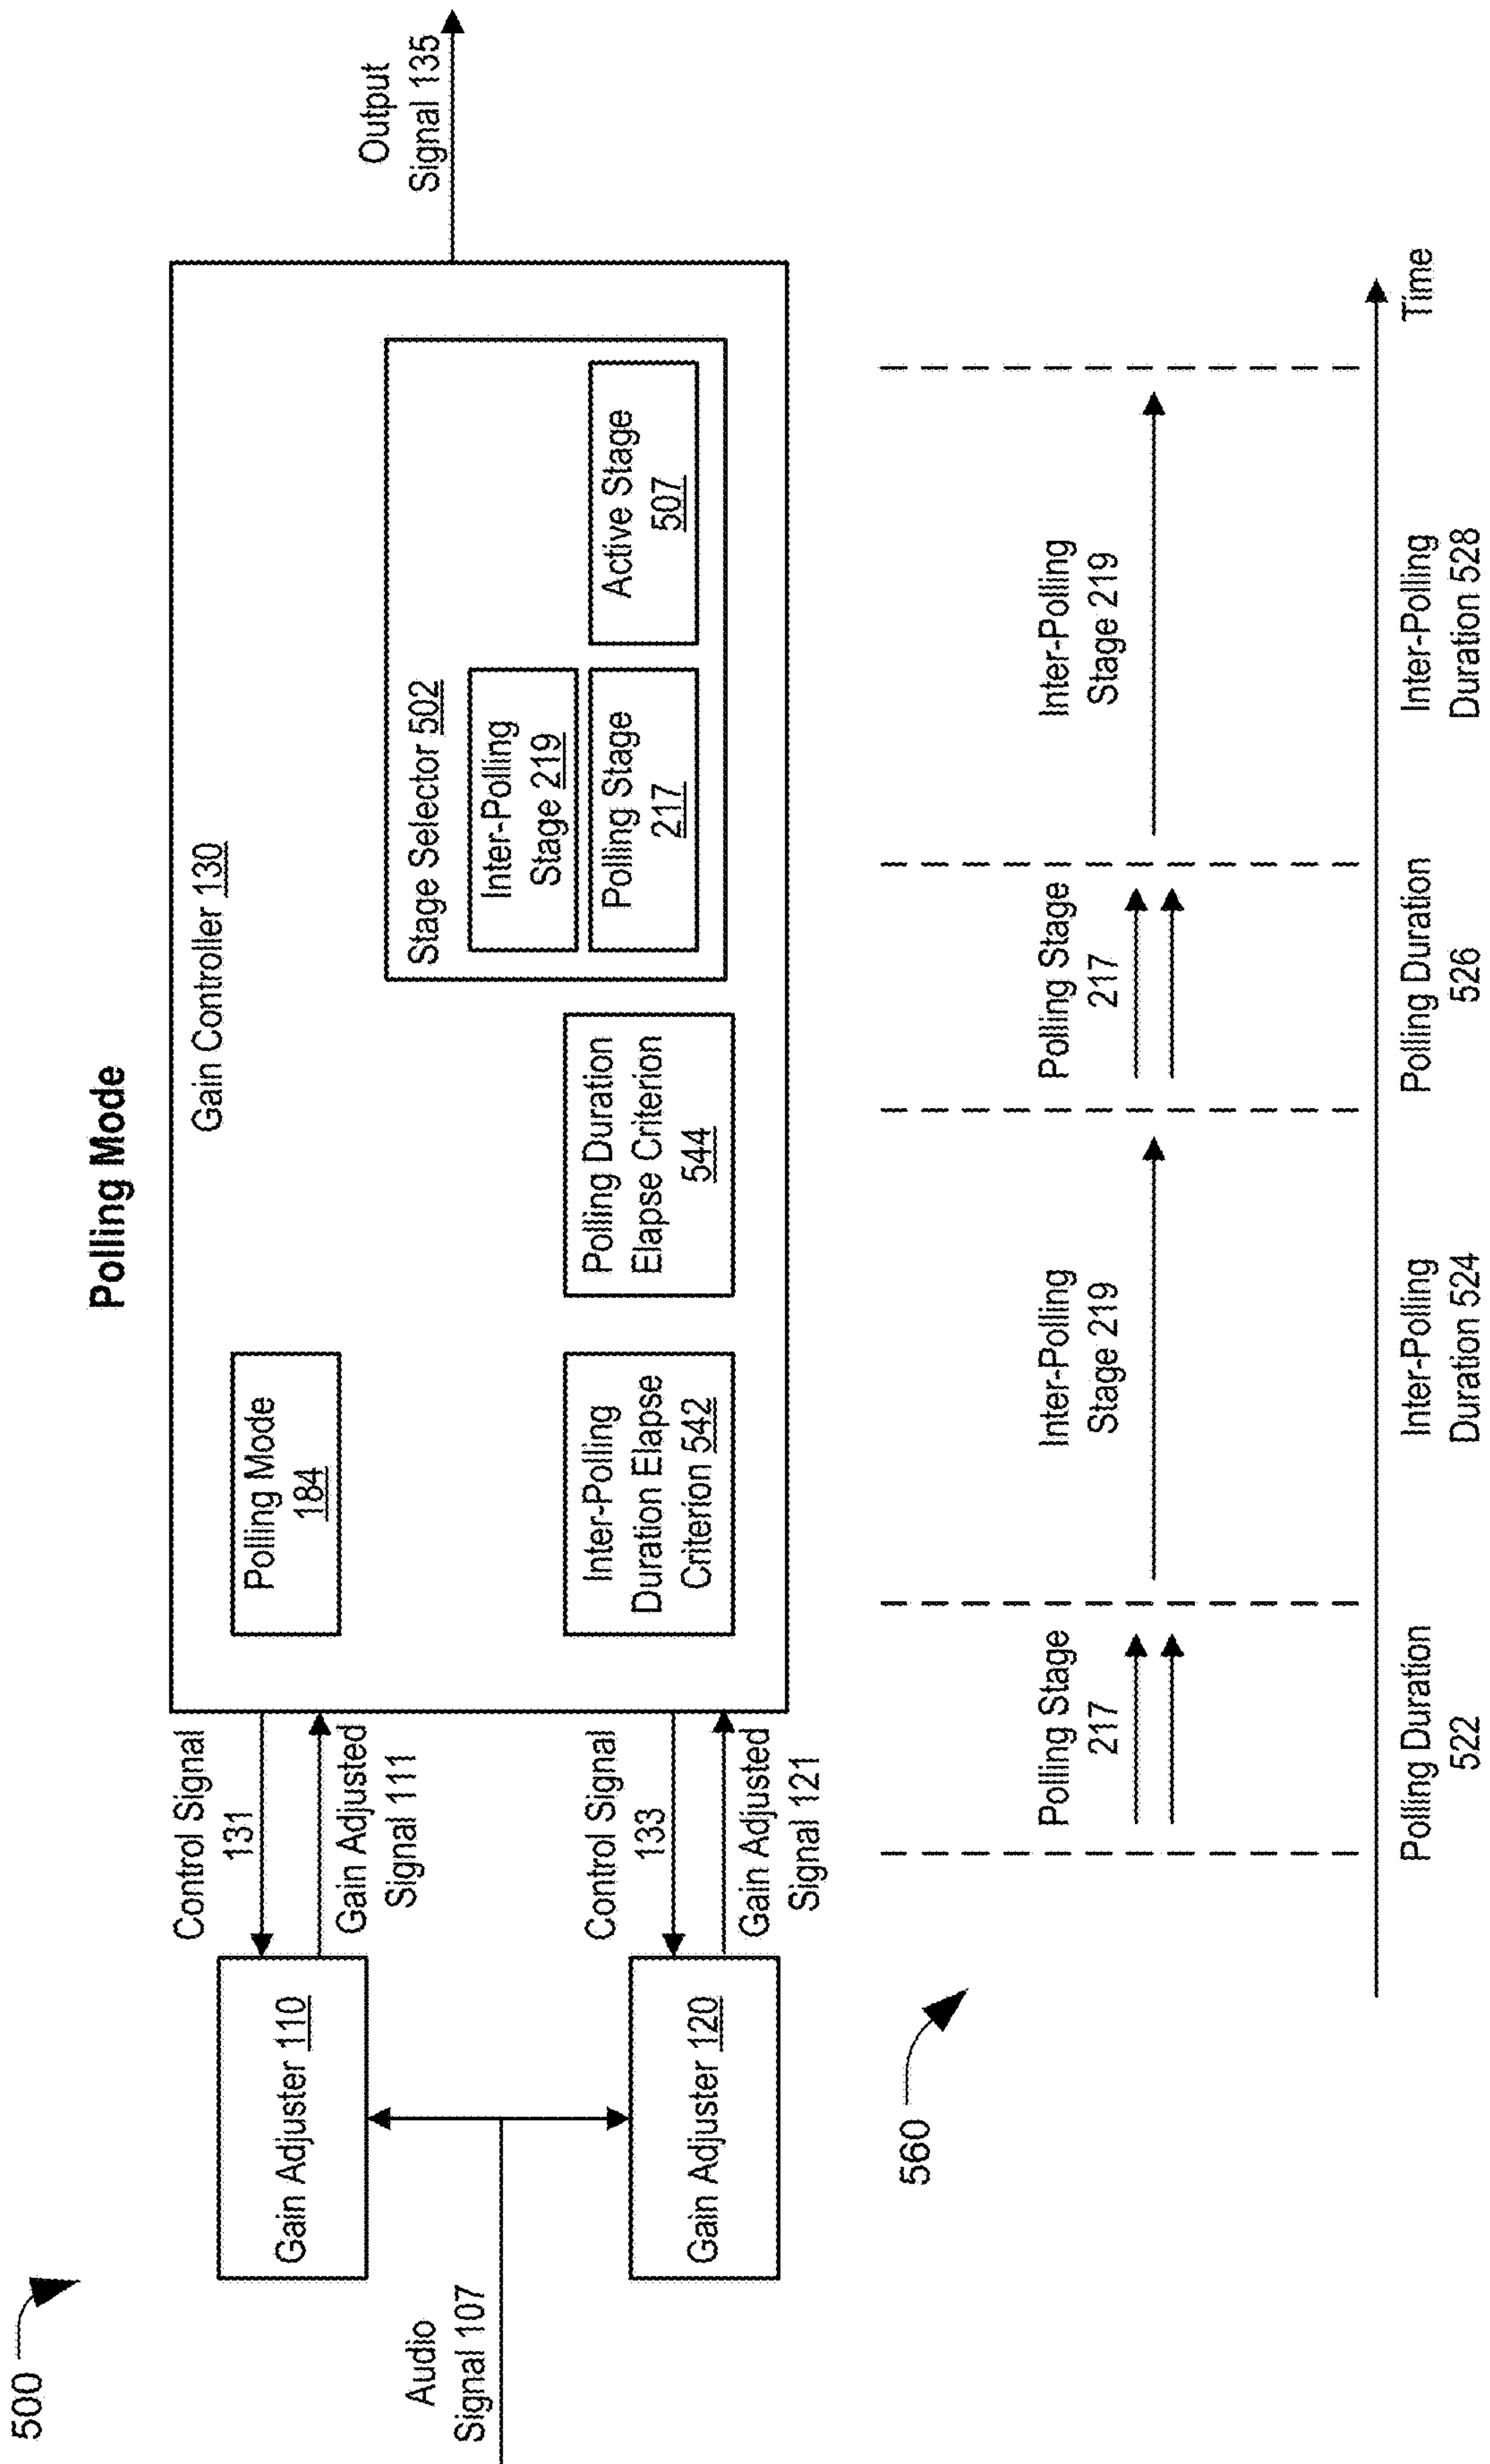 500
Polling Mode
Audio
Signal 107
Gain Adjuster 110
Gain Adjuster 120
Control Signal
131
Gain Adjusted
Signal 111
Control Signal
133
Gain Adjusted
Signal 121
Gain Controller 130
Polling Mode
184
Inter-Polling
Duration Elapse
Criterion 542
Polling Duration
Elapse Criterion
544
Stage Selector 502
Inter-Polling
Stage 219
Polling Stage
217
Active Stage
507
Output
Signal 135
560
Polling Stage
217
Inter-Polling
Stage 219
Polling Stage
217
Inter-Polling
Stage 219
Polling Duration
522
Inter-Polling
Duration 524
Polling Duration
526
Inter-Polling
Duration 528
Time